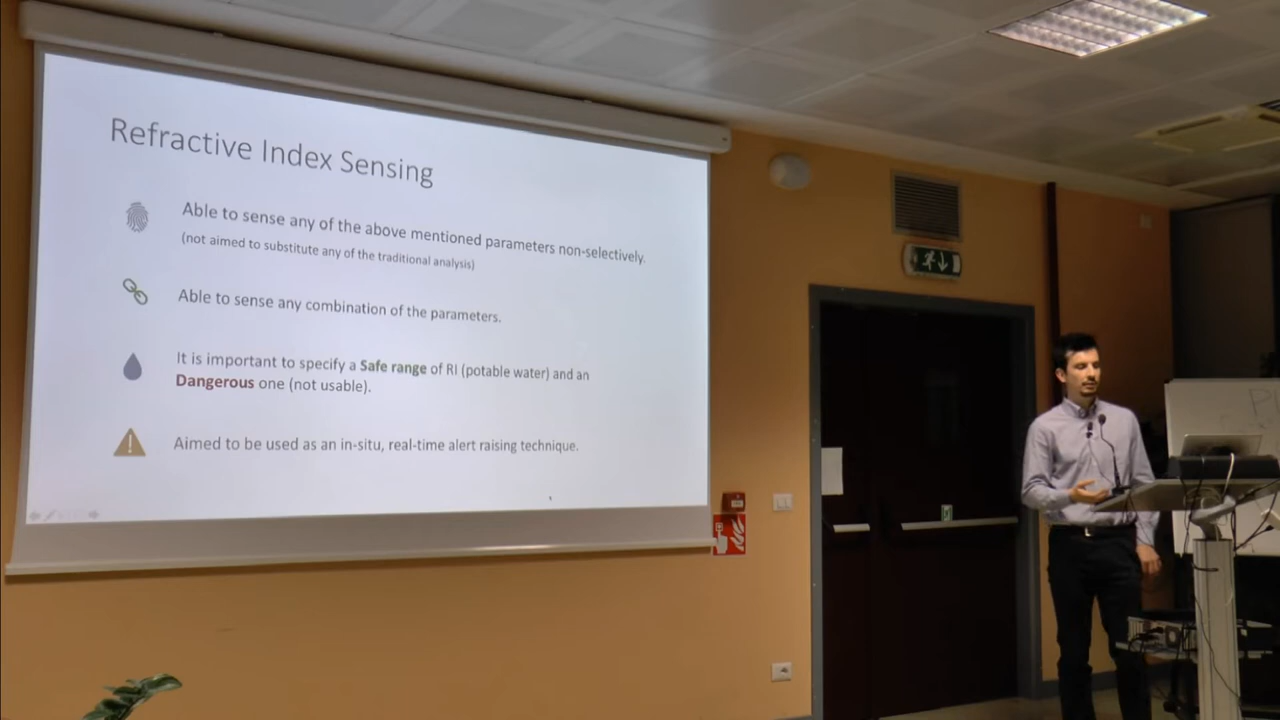 Refractive Index Sensing
Able to sense any of the above mentioned parameters non-selectively.
(not aimed to substitute any of the traditional analysis)
Able to sense any combination of the parameters.
It is important to specify a Safe range of RI (potable water) and an
Dangerous one (not usable).
Aimed to be used as an in-situ, real-time alert raising technique.